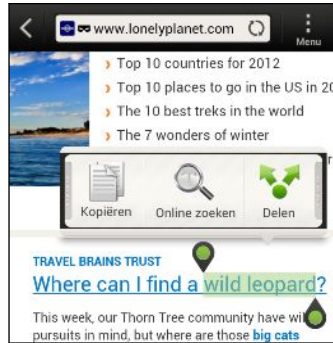 www.lonelyplanet.com
Menu
Top 10 countries for 2012
Top 10 places to go in the US in 20
The 10 best treks in the world
The 7 wonders of winter
r
Kopiëren
Online zoeken
Delen
TRAVEL BRAINS TRUST
Where can I find a wild leopard?
This week, our Thorn Tree community have wil
pursuits in mind, but where are those big cats